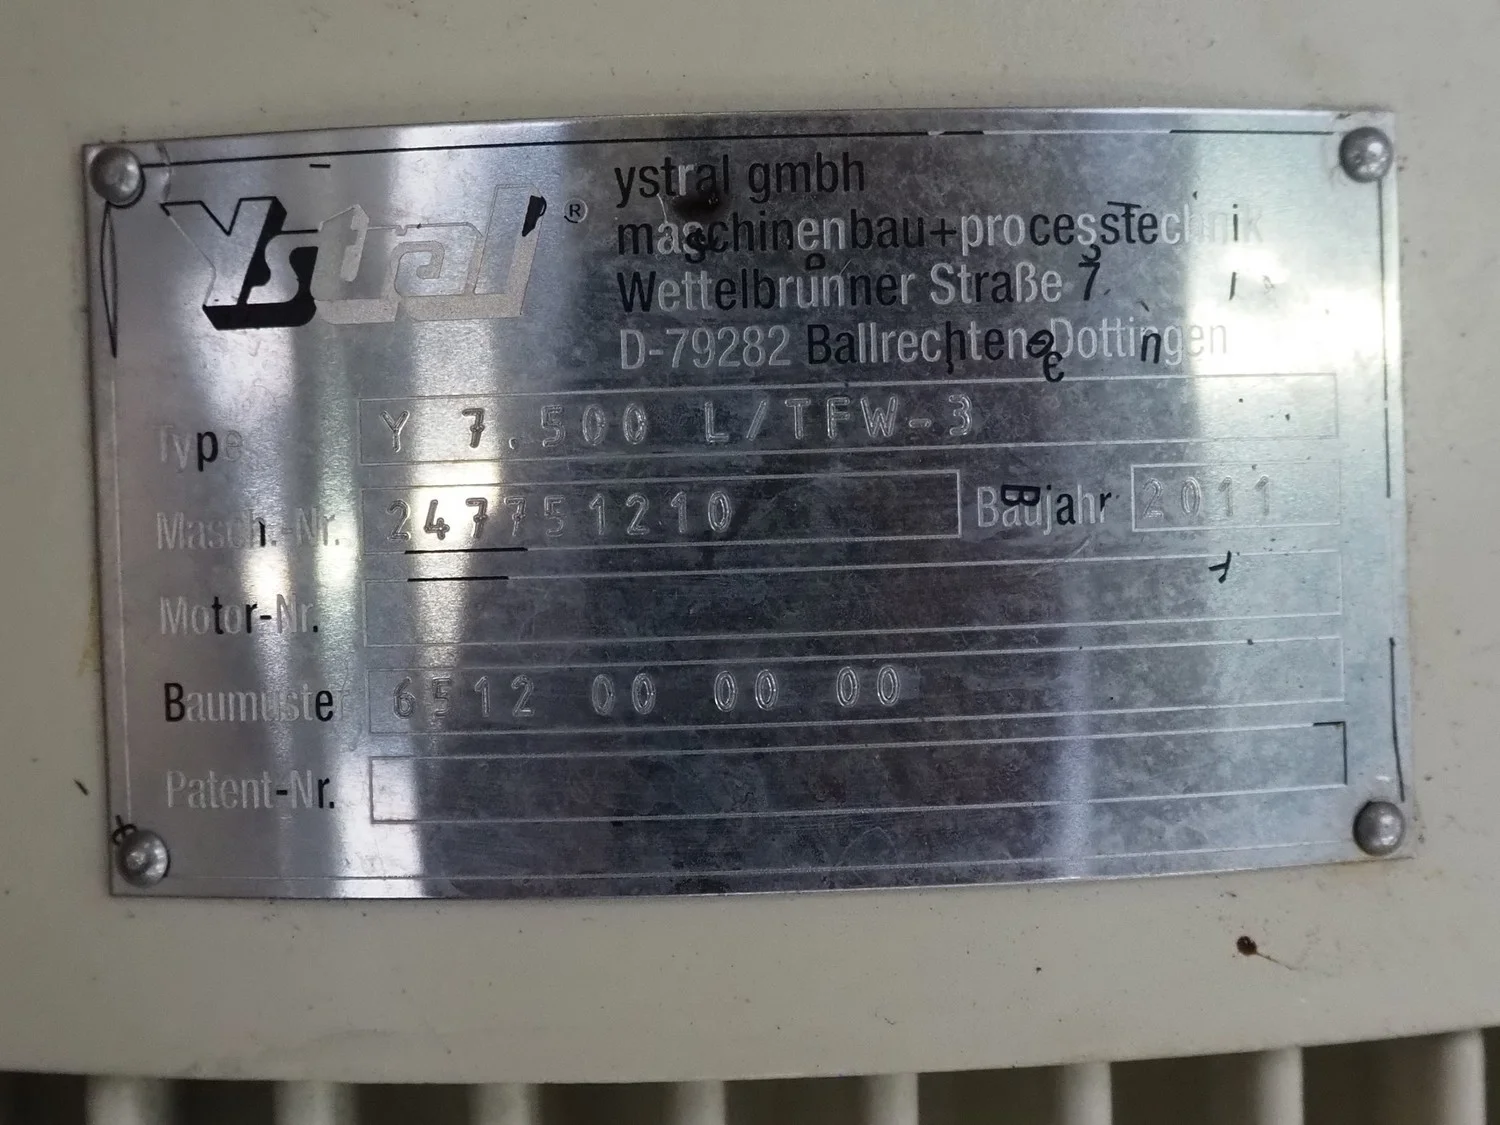 Ystral ®
ystral gmbh
maschinenbau+processtechnik
Wettelbrunner Straße 7
D-79282 Ballrechten-Dottingen
Type Y 7.500 L/TFW-3
Masch.-Nr. 247751210 Baujahr 2011
Motor-Nr.
Baumuster 6512 00 00 00
Patent-Nr.